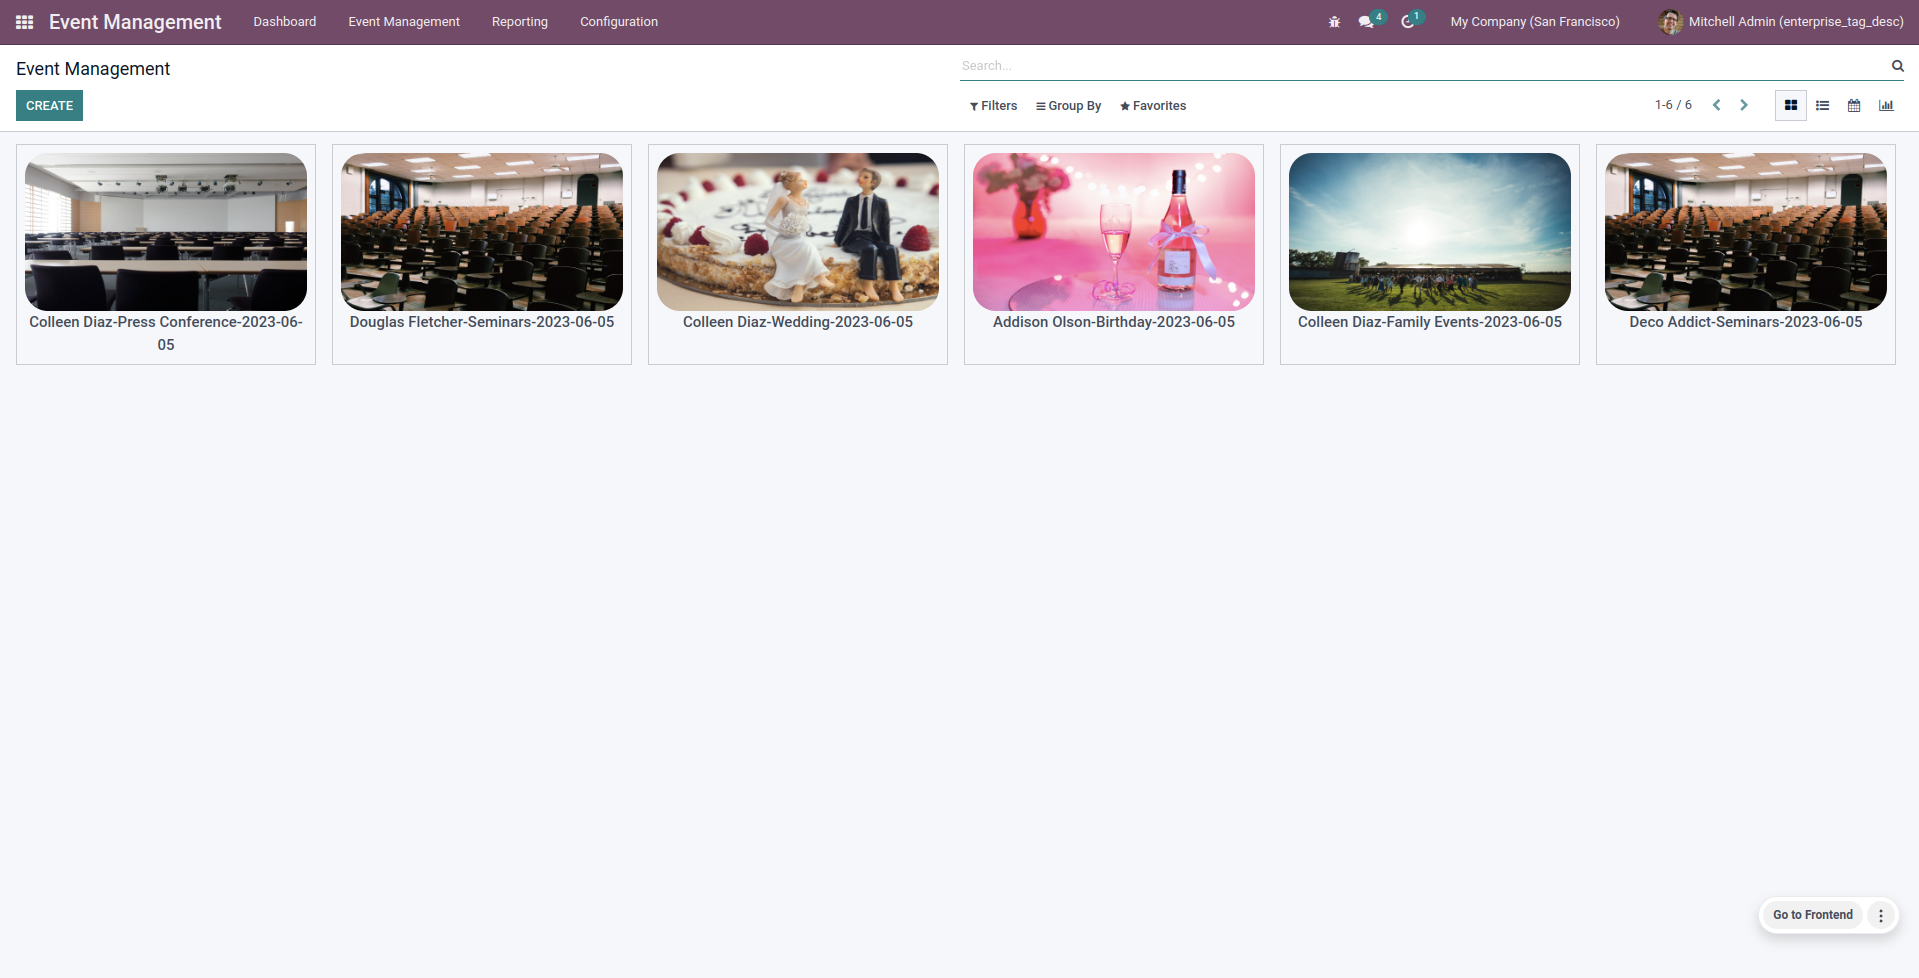 Event Management
Dashboard
Event Management
Reporting
Configuration
4
1
My Company (San Francisco)
Mitchell Admin (enterprise_tag_desc)
Event Management
Search...
CREATE
Filters
Group By
Favorites
1-6 / 6
Colleen Diaz-Press Conference-2023-06-
05
Douglas Fletcher-Seminars-2023-06-05
Colleen Diaz-Wedding-2023-06-05
Addison Olson-Birthday-2023-06-05
Colleen Diaz-Family Events-2023-06-05
Deco Addict-Seminars-2023-06-05
Go to Frontend